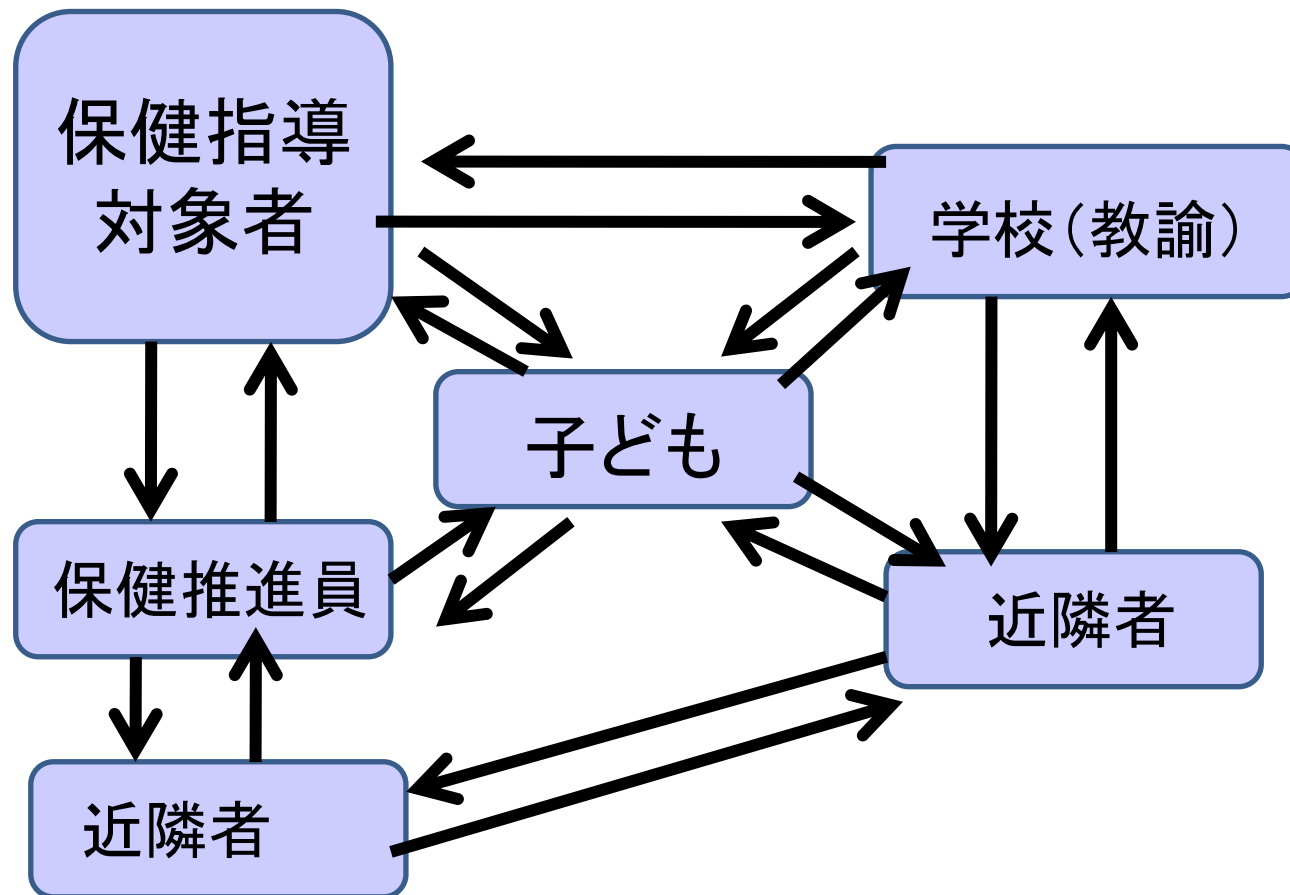 保健指導
対象者
学校（教諭）
子ども
保健推進員
近隣者
近隣者